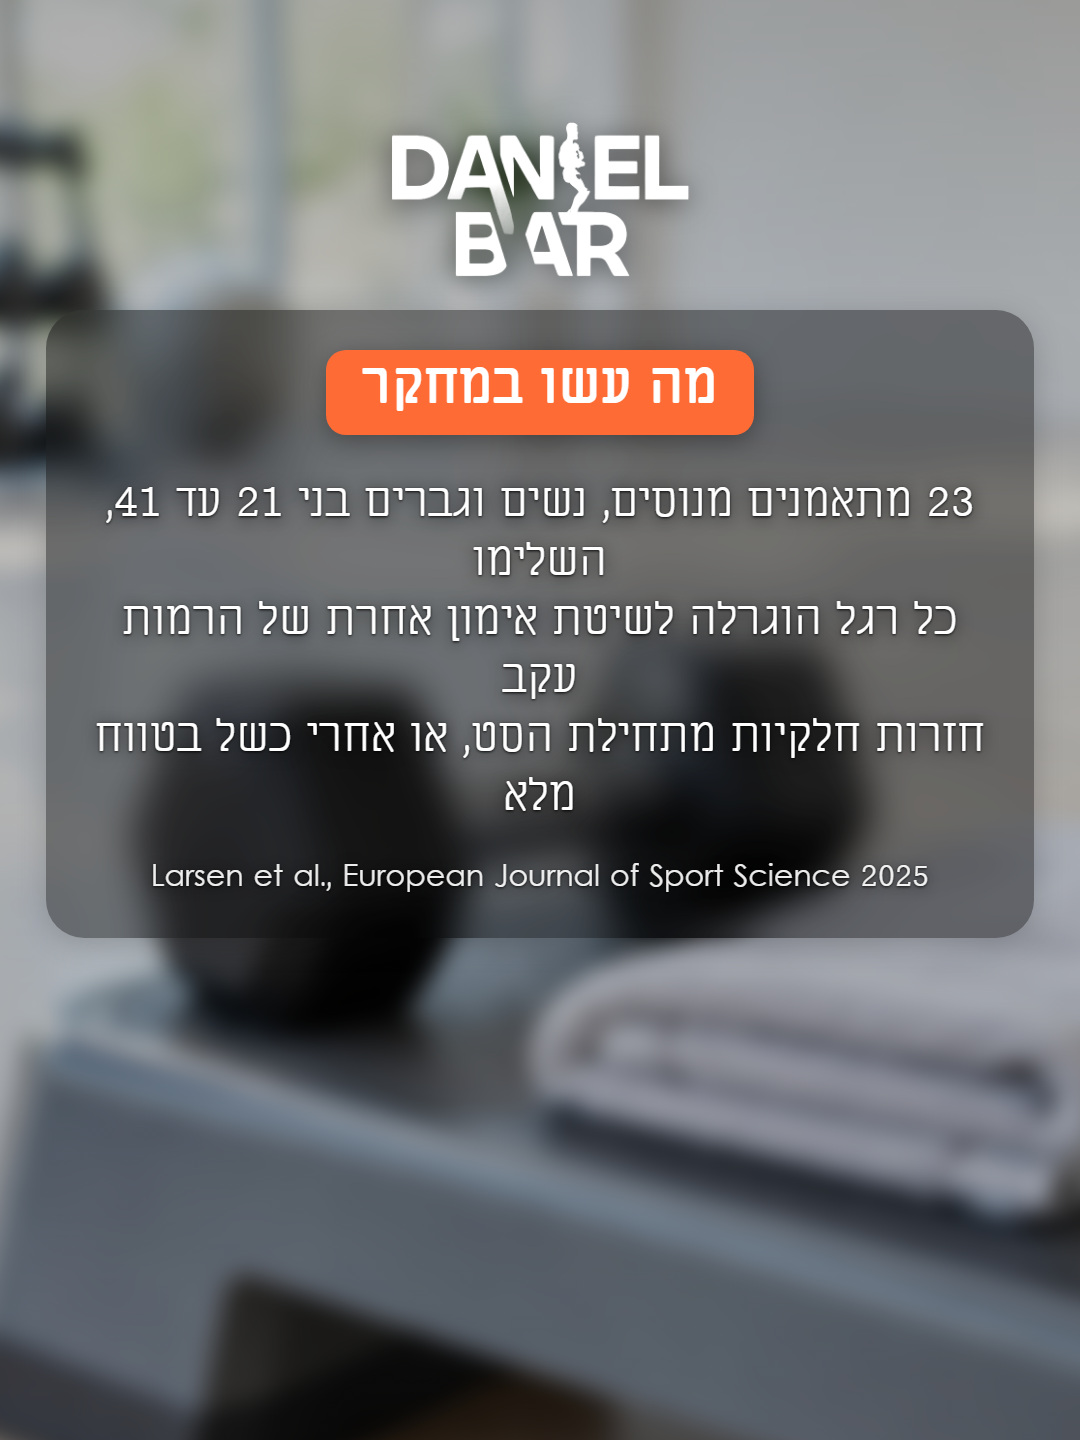 DANIEL
BAR
מה עשו במחקר
23 מתאמנים מנוסים, נשים וגברים בני 21 עד 41,
השלימו
כל רגל הוגרלה לשיטת אימון אחרת של הרמות
עקב
חזרות חלקיות מתחילת הסט, או אחרי כשל בטווח
מלא
Larsen et al., European Journal of Sport Science 2025